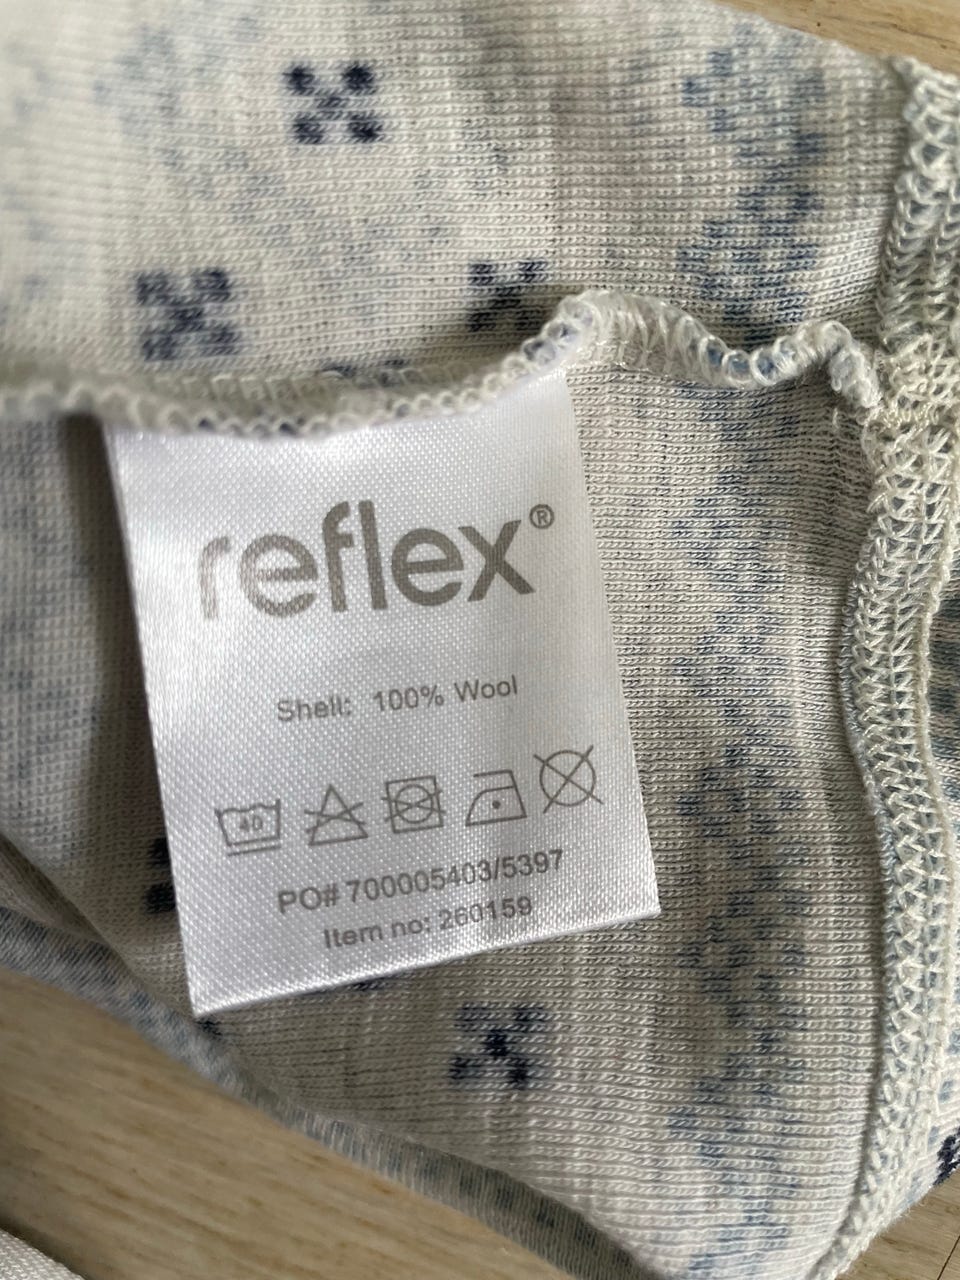 reflex®
Shell: 100% Wool
40
PO# 700005403/5397
Item no: 260159